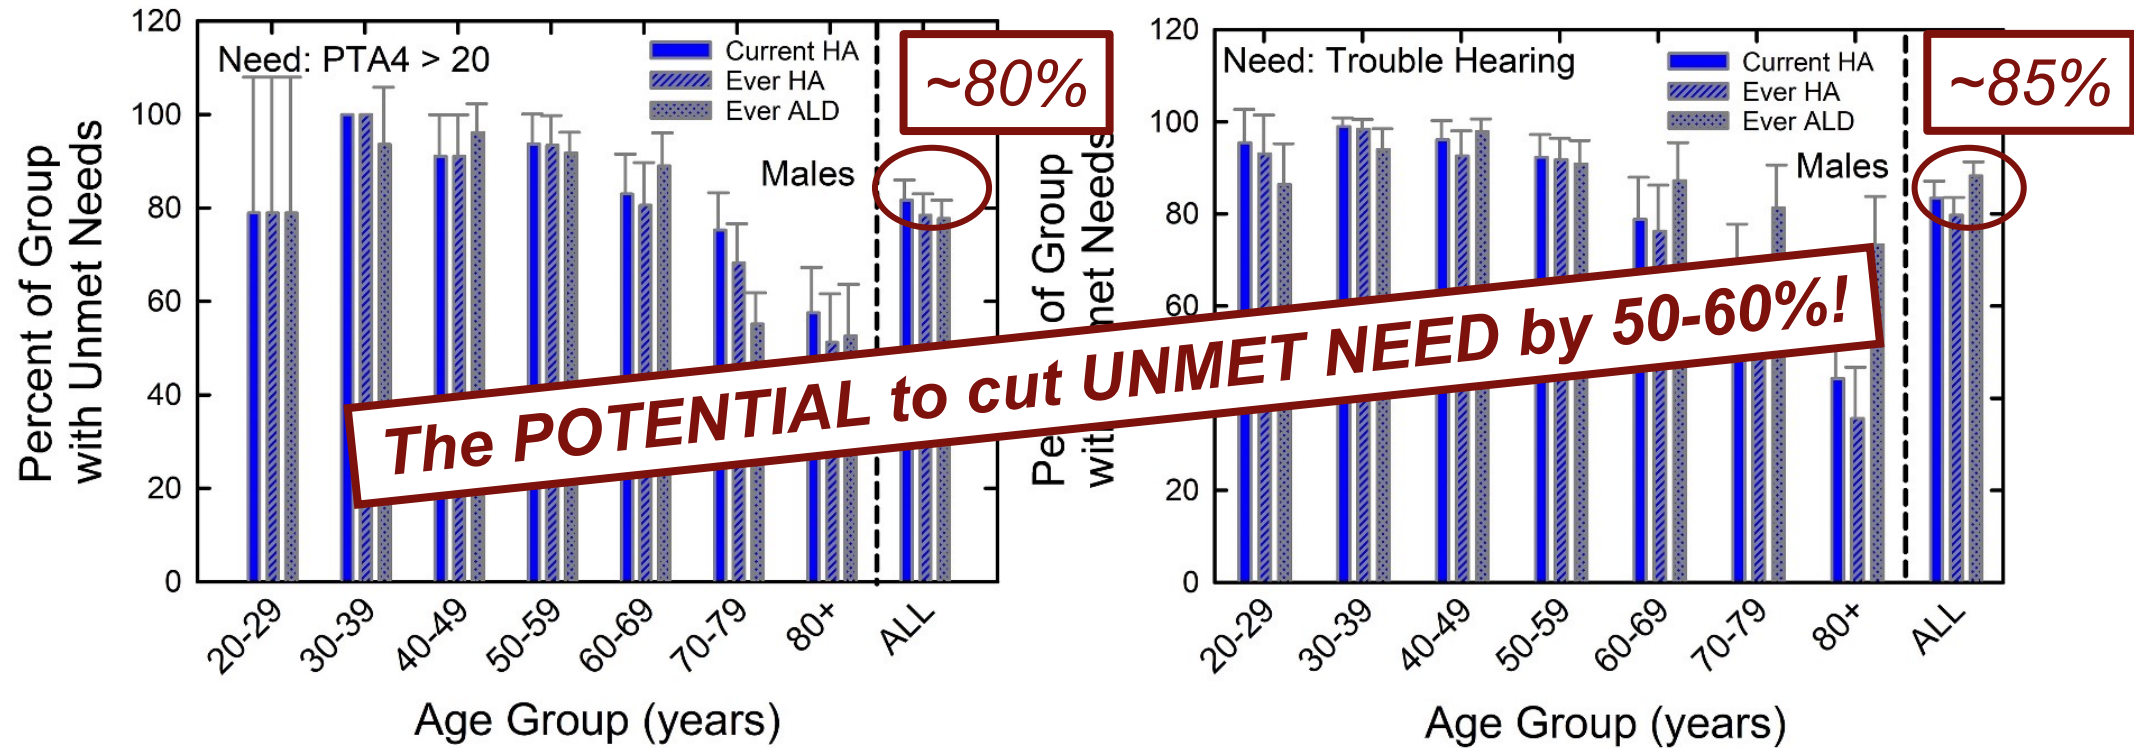 120
100
80
60
40
20
0
Percent of Group
with Unmet Needs
Need: PTA4 > 20
Current HA
Ever HA
Ever ALD
~80%
Males
20-29
30-39
40-49
50-59
60-69
70-79
80+
ALL
Age Group (years)
120
100
80
60
20
0
of Group
Needs
Need: Trouble Hearing
Current HA
Ever HA
Ever ALD
~85%
Males
20-29
30-39
40-49
50-59
60-69
70-79
80+
ALL
Age Group (years)
The POTENTIAL to cut UNMET NEED by 50-60%!